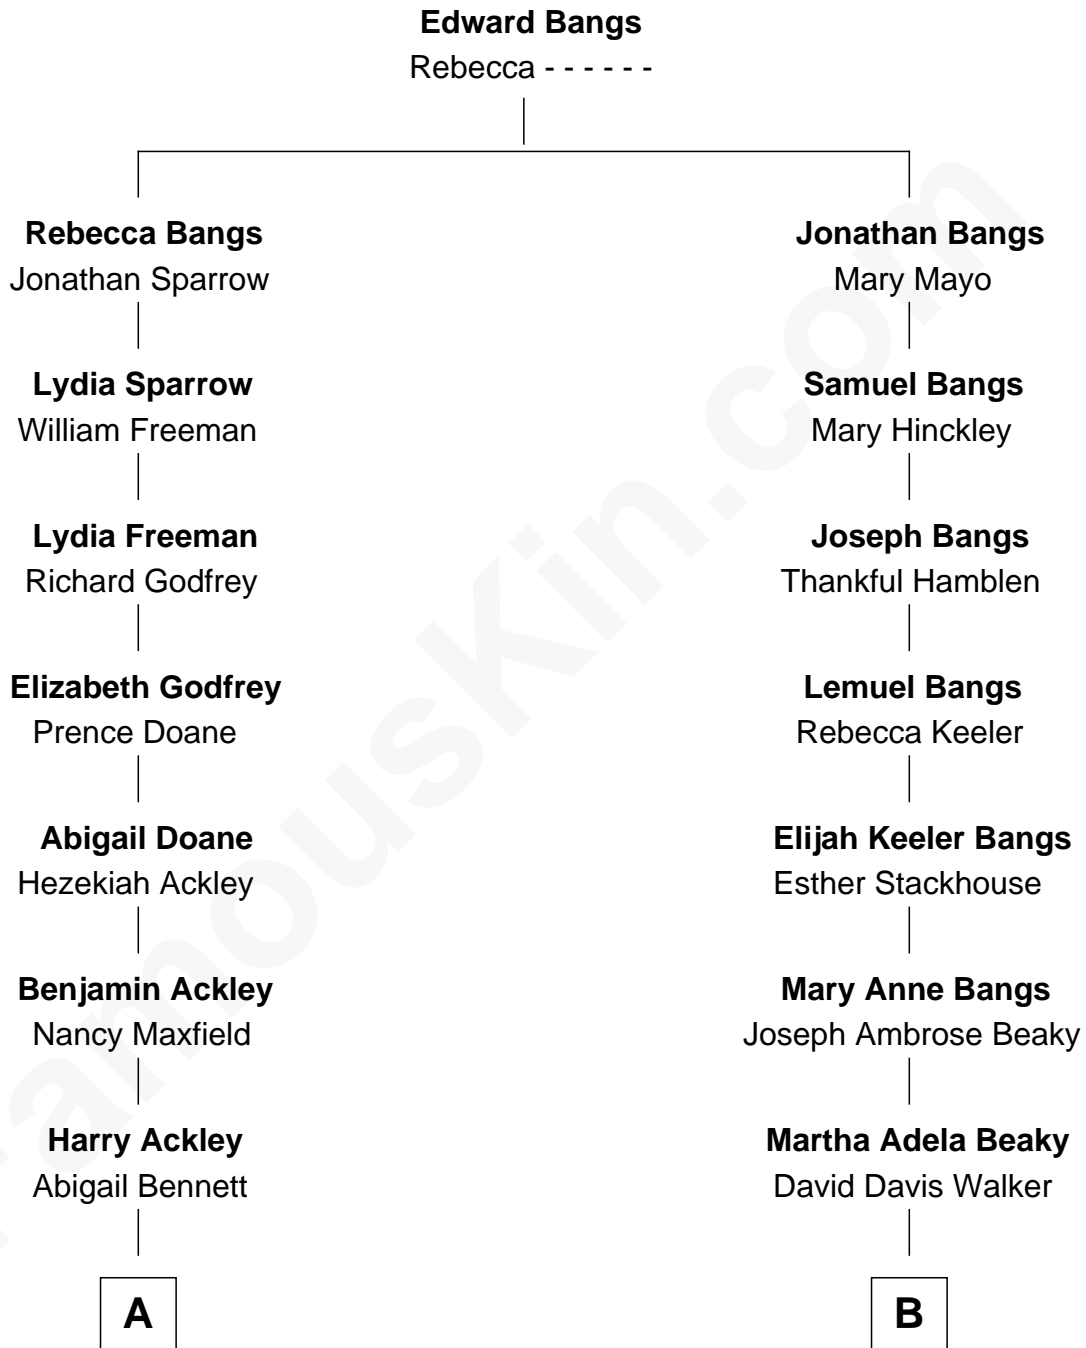 Edward Bangs
Rebecca - - - - - -
Rebecca Bangs
Jonathan Sparrow
Jonathan Bangs
Mary Mayo
Lydia Sparrow
William Freeman
Samuel Bangs
Mary Hinckley
Lydia Freeman
Richard Godfrey
Joseph Bangs
Thankful Hamblen
Elizabeth Godfrey
Prence Doane
Lemuel Bangs
Rebecca Keeler
Abigail Doane
Hezekiah Ackley
Elijah Keeler Bangs
Esther Stackhouse
Benjamin Ackley
Nancy Maxfield
Mary Anne Bangs
Joseph Ambrose Beaky
Harry Ackley
Abigail Bennett
Martha Adela Beaky
David Davis Walker
A
B
FamousKin.com